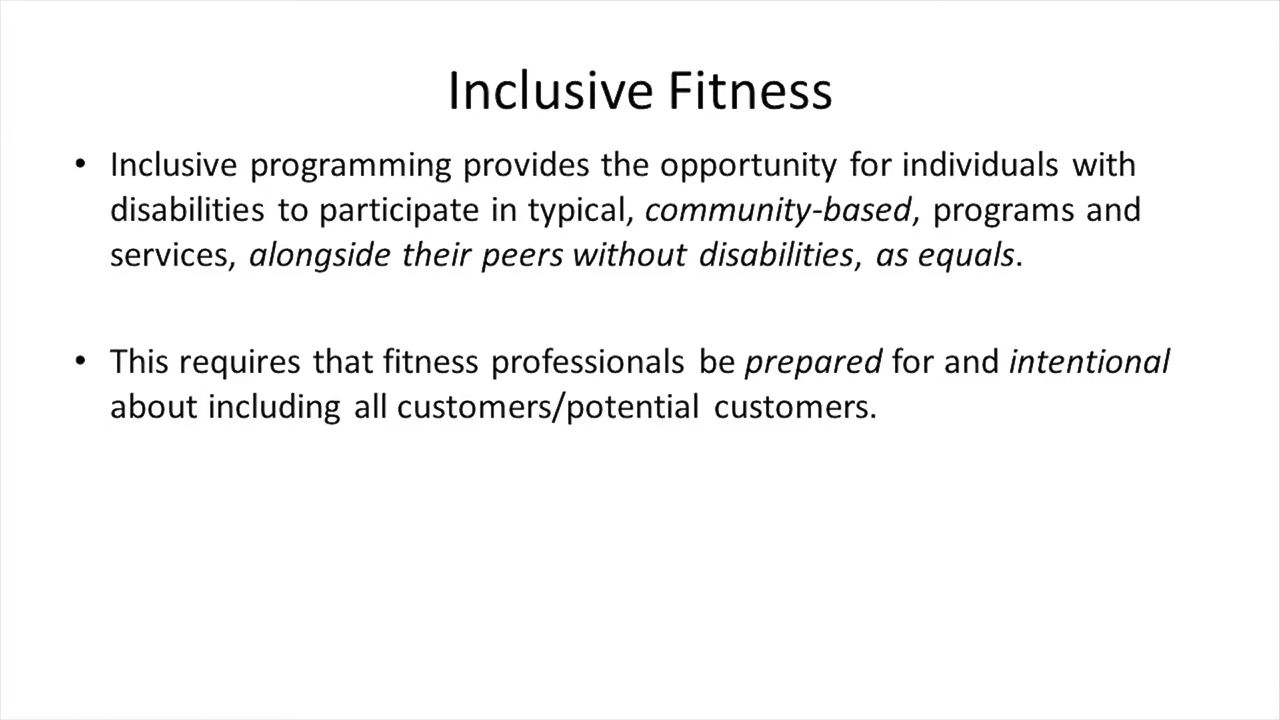 Inclusive Fitness
• Inclusive programming provides the opportunity for individuals with
disabilities to participate in typical, community-based, programs and
services, alongside their peers without disabilities, as equals.
• This requires that fitness professionals be prepared for and intentional
about including all customers/potential customers.